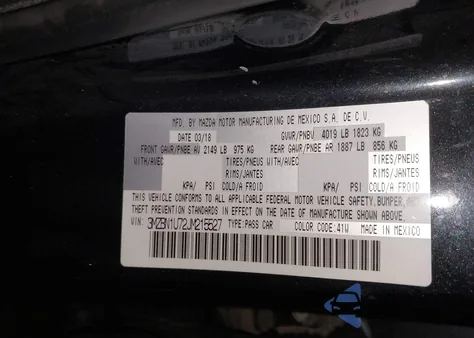 MFD. BY MAZDA MOTOR MANUFACTURING DE MEXICO S.A. DE C.V.
DATE 03/18 GVWR/PNBV 4019 LB 1823 KG
FRONT GAWR/PNBE AV 2149 LB 975 KG REAR GAWR/PNBE AR 1887 LB 856 KG
WITH/AVEC TIRES/PNEUS WITH/AVEC TIRES/PNEUS
RIMS/JANTES RIMS/JANTES
KPA/ PSI COLD/A FROID KPA/ PSI COLD/A FROID
THIS VEHICLE CONFORMS TO ALL APPLICABLE FEDERAL MOTOR VEHICLE SAFETY, BUMPER, AND
THEFT PREVENTION STANDARDS IN EFFECT ON THE DATE OF MANUFACTURE SHOWN ABOVE.
VIN: 3MZBN1U72JM215527 TYPE: PASS CAR COLOR CODE: 41W MADE IN MEXICO